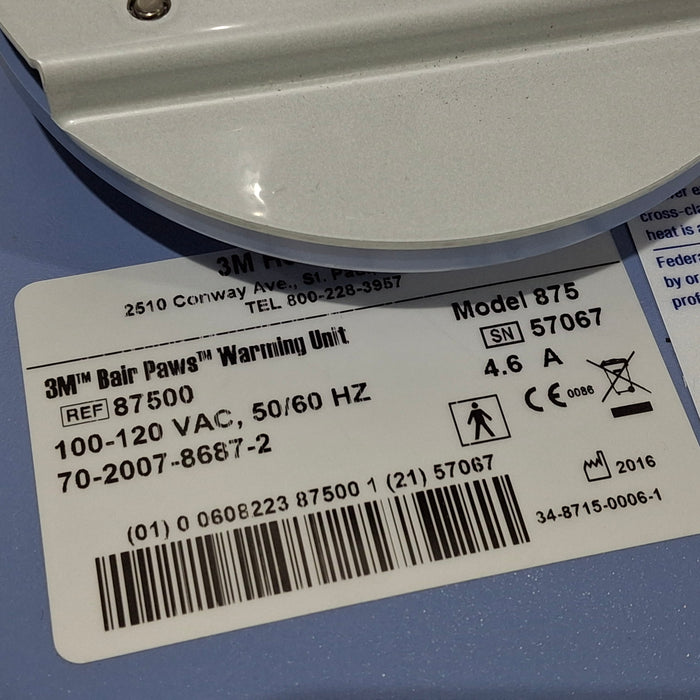 3M
2510 Conway Ave., St.
TEL 800-228-3957
3M™ Bair Paws™ Warming Unit
Model 875
REF 87500
SN 57067
100-120 VAC, 50/60 HZ
4.6 A
70-2007-8687-2
CE 0086
2016
(01) 0 0608223 87500 1 (21) 57067
34-8715-0006-1
cross-cla
heat is a
Federa
by or
prof